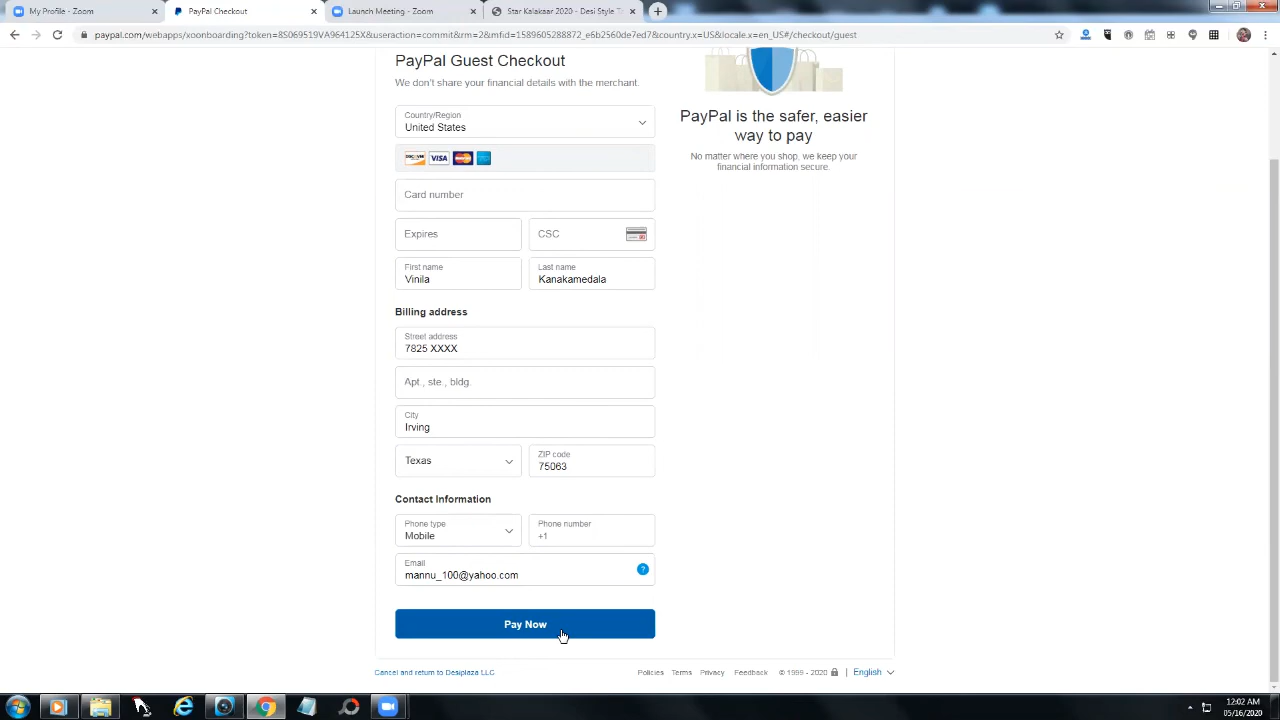 My Profile - Zoom
PayPal Checkout
Launch Meeting - Zoom
Star Kalakaar 2020 - Desi Style T
paypal.com/webapps/xoonboarding?token=8S069519VA964125X&useraction=commit&rm=2&mfid=1589605288872_e6b2560de7ed7&country.x=US&locale.x=en_US#/checkout/guest
PayPal Guest Checkout
We don't share your financial details with the merchant.
Country/Region
United States
DISCOVER VISA
Card number
Expires
CSC
First name
Vinila
Last name
Kanakamedala
Billing address
Street address
7825 XXXX
Apt., ste., bldg.
City
Irving
Texas
ZIP code
75063
Contact Information
Phone type
Mobile
Phone number
+1
Email
mannu_100@yahoo.com
?
Pay Now
PayPal is the safer, easier
way to pay
No matter where you shop, we keep your
financial information secure.
Cancel and return to Desiplaza LLC
Policies Terms Privacy Feedback © 1999 - 2020 | English
12:02 AM
05/16/2020